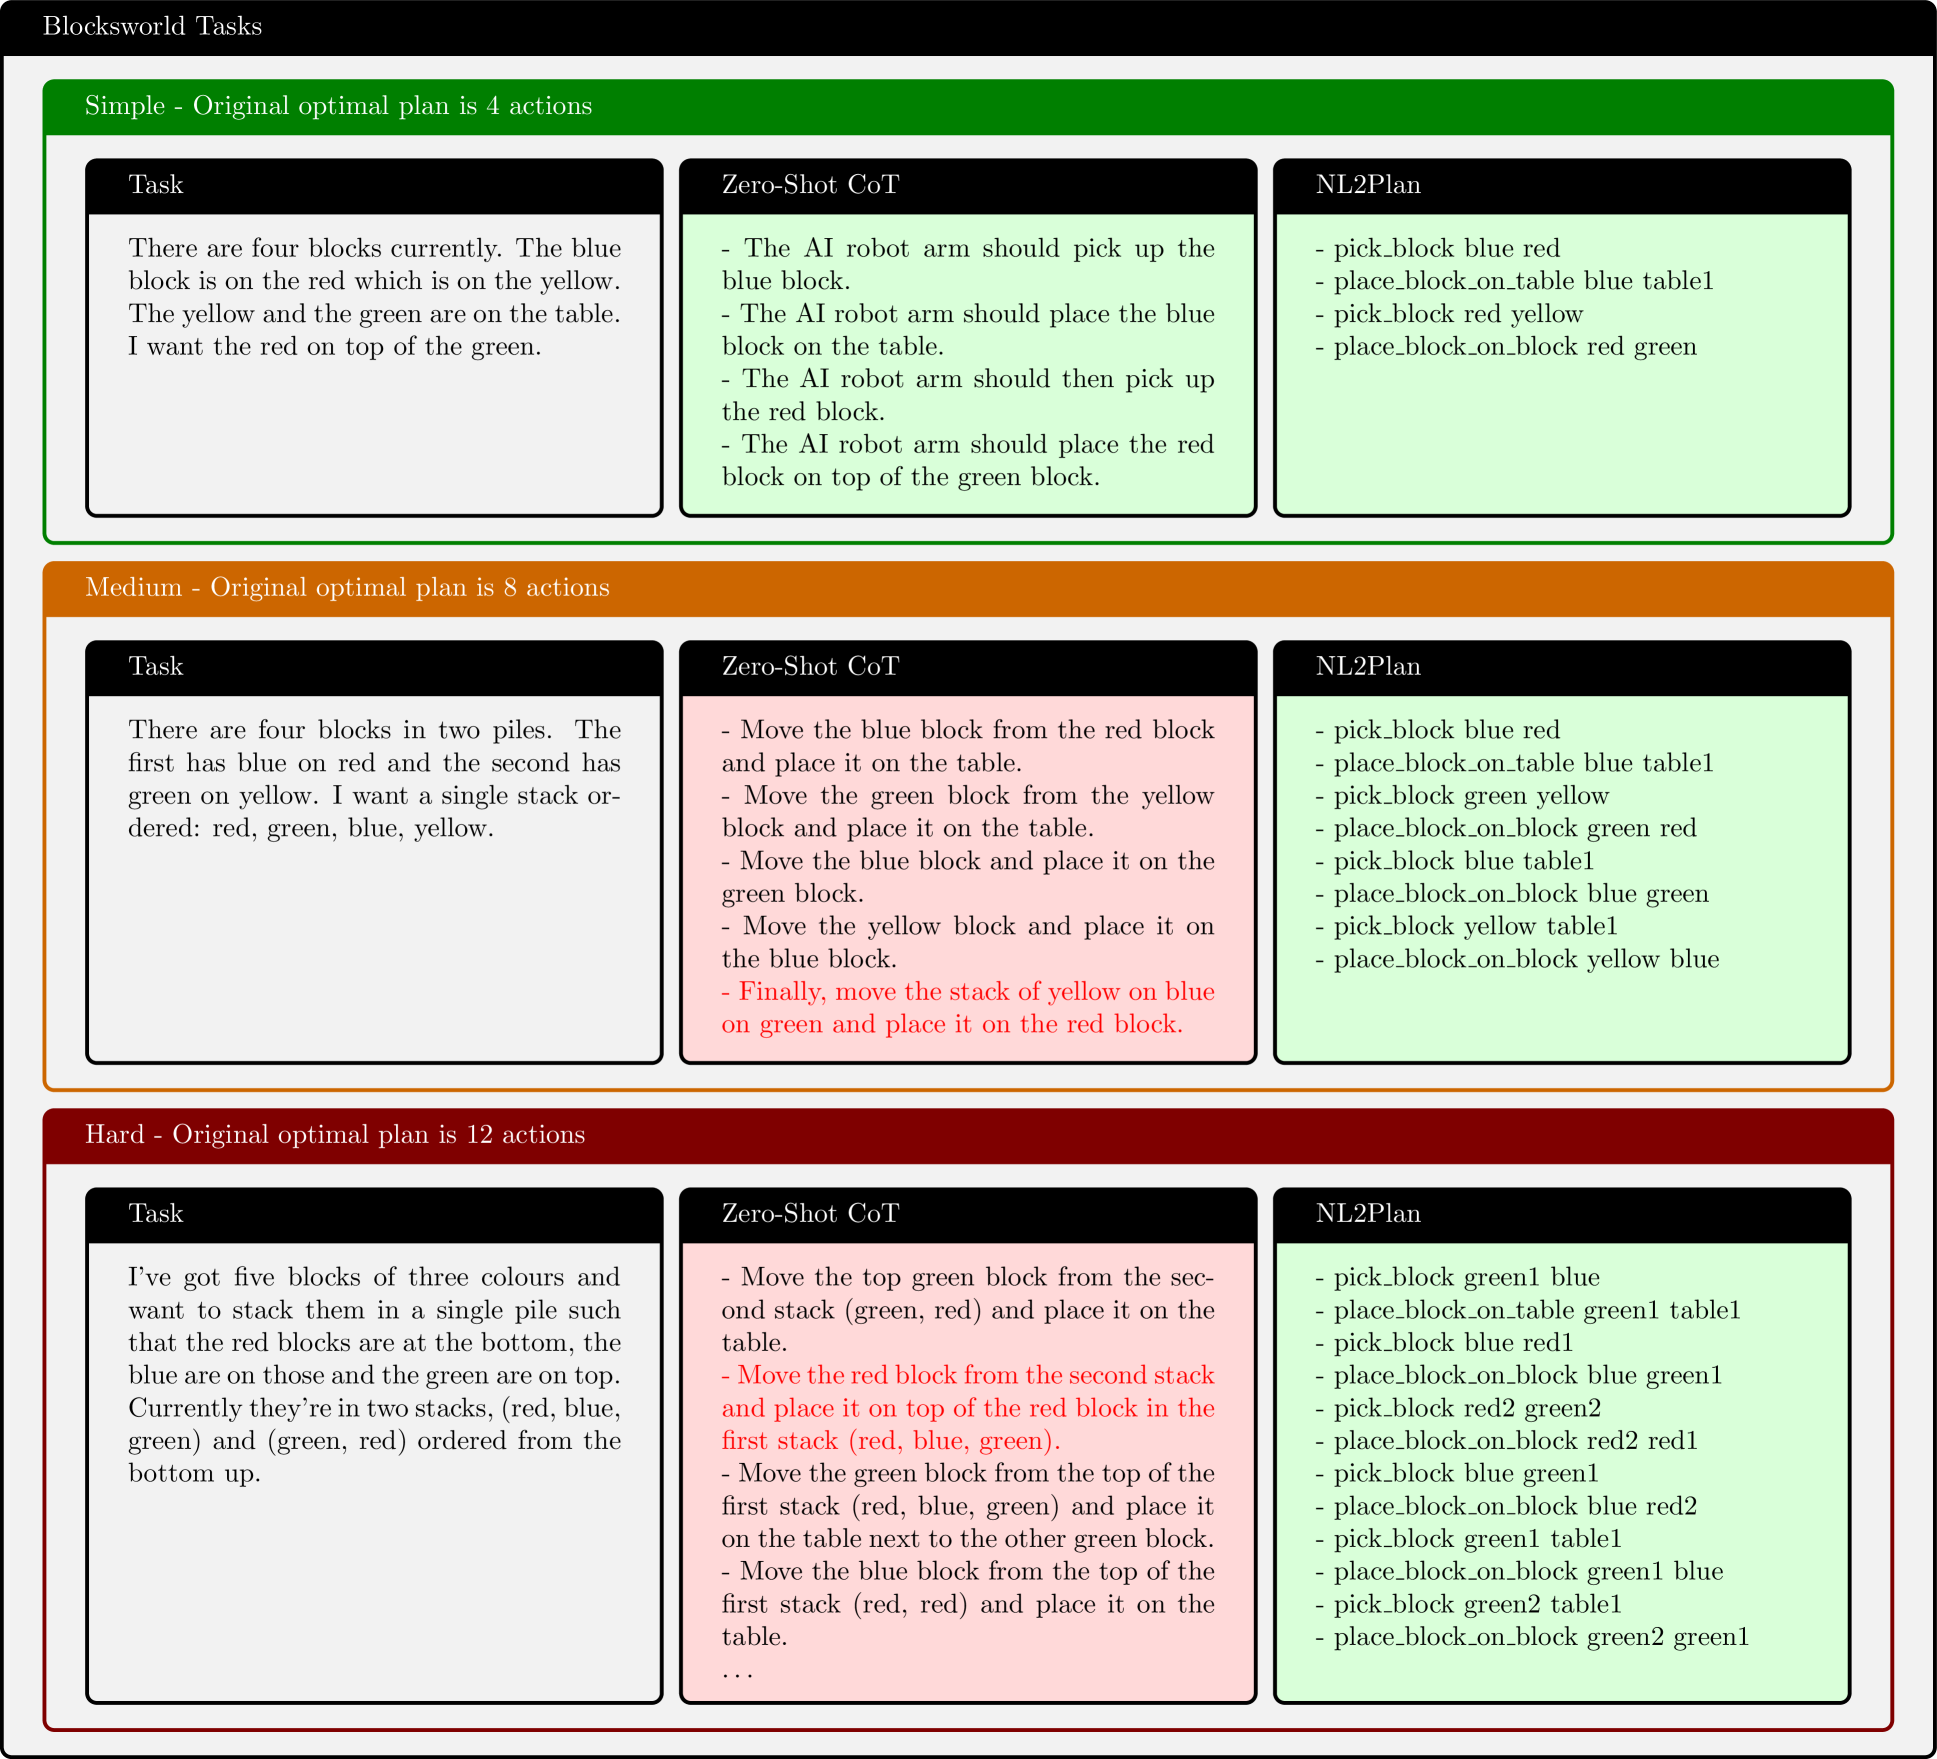 Blocksworld Tasks
Simple - Original optimal plan is 4 actions
Task
There are four blocks currently. The blue
block is on the red which is on the yellow.
The yellow and the green are on the table.
I want the red on top of the green.
Zero-Shot CoT
- The AI robot arm should pick up the
blue block.
- The AI robot arm should place the blue
block on the table.
- The AI robot arm should then pick up
the red block.
- The AI robot arm should place the red
block on top of the green block.
NL2Plan
- pick_block blue red
- place_block_on_table blue table1
- pick_block red yellow
- place_block_on_block red green
Medium - Original optimal plan is 8 actions
Task
There are four blocks in two piles. The
first has blue on red and the second has
green on yellow. I want a single stack or-
dered: red, green, blue, yellow.
Zero-Shot CoT
- Move the blue block from the red block
and place it on the table.
- Move the green block from the yellow
block and place it on the table.
- Move the blue block and place it on the
green block.
- Move the yellow block and place it on
the blue block.
- Finally, move the stack of yellow on blue
on green and place it on the red block.
NL2Plan
- pick_block blue red
- place_block_on_table blue table1
- pick_block green yellow
- place_block_on_block green red
- pick_block blue table1
- place_block_on_block blue green
- pick_block yellow table1
- place_block_on_block yellow blue
Hard - Original optimal plan is 12 actions
Task
I've got five blocks of three colours and
want to stack them in a single pile such
that the red blocks are at the bottom, the
blue are on those and the green are on top.
Currently they're in two stacks, (red, blue,
green) and (green, red) ordered from the
bottom up.
Zero-Shot CoT
- Move the top green block from the sec-
ond stack (green, red) and place it on the
table.
- Move the red block from the second stack
and place it on top of the red block in the
first stack (red, blue, green).
- Move the green block from the top of the
first stack (red, blue, green) and place it
on the table next to the other green block.
- Move the blue block from the top of the
first stack (red, red) and place it on the
table.
...
NL2Plan
- pick_block green1 blue
- place_block_on_table green1 table1
- pick_block blue red1
- place_block_on_block blue green1
- pick_block red2 green2
- place_block_on_block red2 red1
- pick_block blue green1
- place_block_on_block blue red2
- pick_block green1 table1
- place_block_on_block green1 blue
- pick_block green2 table1
- place_block_on_block green2 green1